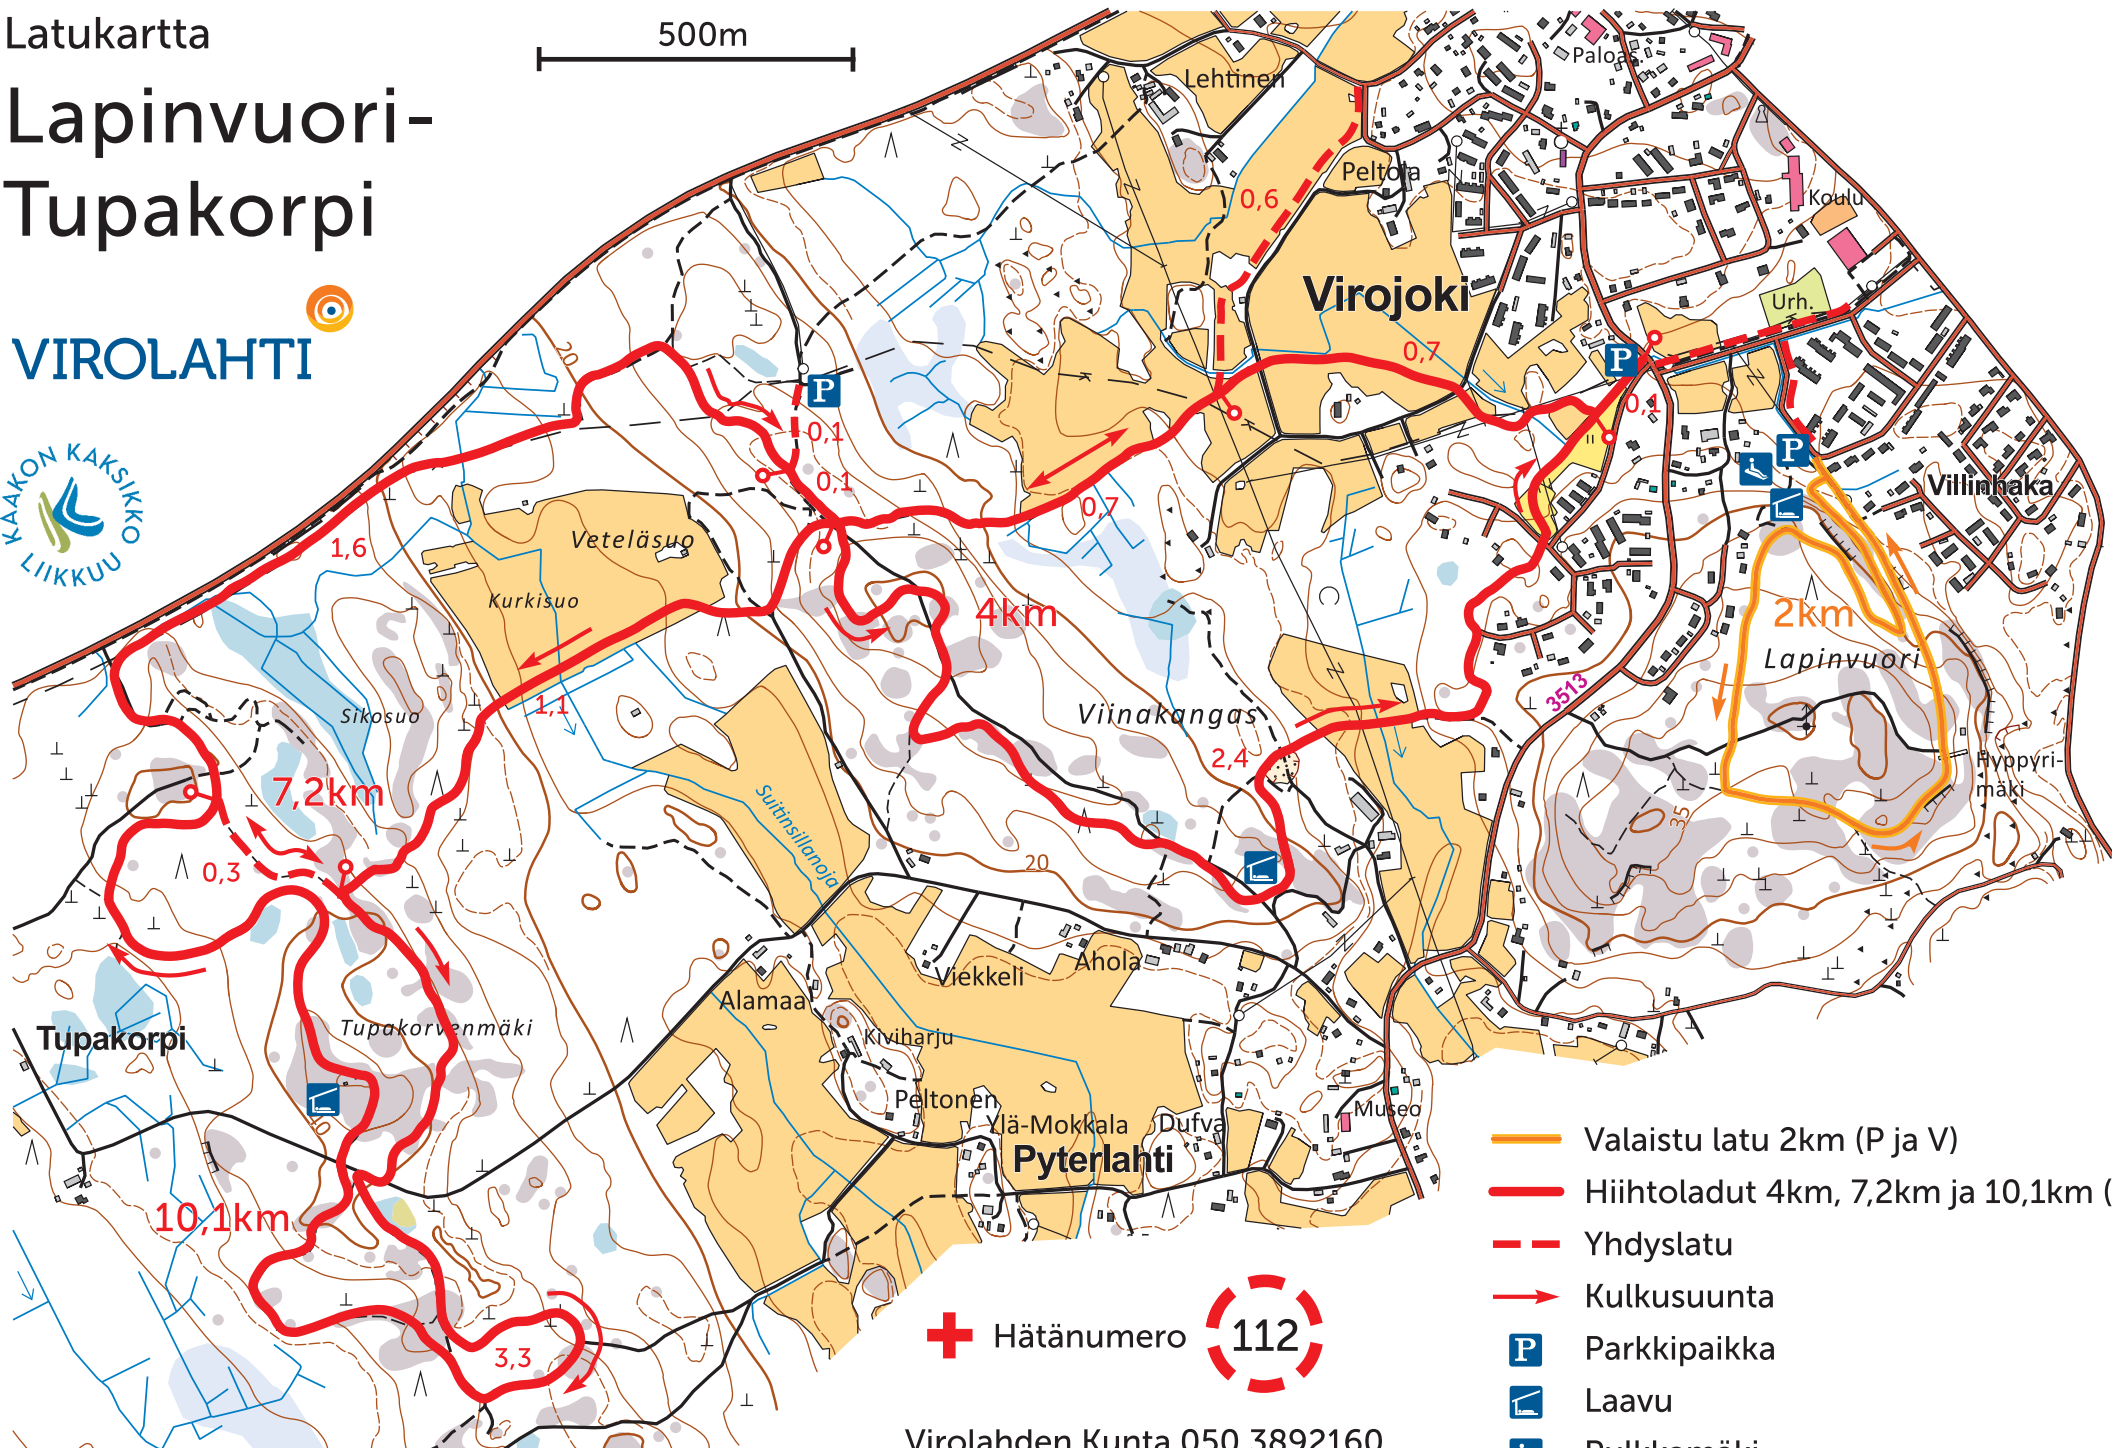 Latukartta
Lapinvuori-
Tupakorpi
VIROLAHTI
KAAKON KAKSIKKO
LIIKKUU
500m
Lehtinen
Paloas.
Peltola
Koulu
0,6
Virojoki
Urh.
20
0,7
P
P
0,1
0,1
P
0,1
Villinhaka
0,7
Veteläsuo
1,6
Kurkisuo
4km
2km
Lapinvuori
3513
Sikosuo
1,1
Viinakangas
2,4
Hyppyri-
mäki
7,2km
Suitinsillanoja
35
0,3
20
Viekkeli
Ahola
Alamaa
Tupakorpi
Tupakorvenmäki
Kiviharju
40
Peltonen
Ylä-Mokkala
Dufva
Museo
Pyterlahti
10,1km
3,3
Valaistu latu 2km (P ja V)
Hiihtoladut 4km, 7,2km ja 10,1km (
Yhdyslatu
Kulkusuunta
P Parkkipaikka
Laavu
Pulkkamäki
Hätänumero 112
Virolahden Kunta 050 3892160